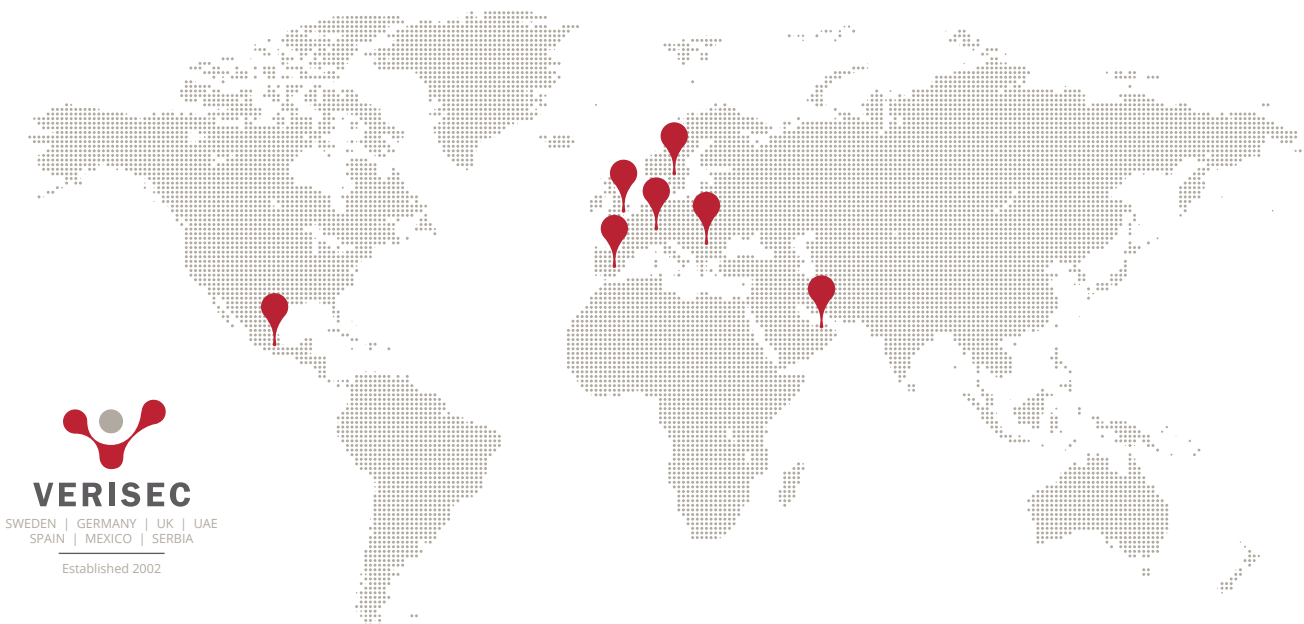 VERISEC
SWEDEN | GERMANY | UK | UAE
SPAIN | MEXICO | SERBIA
Established 2002